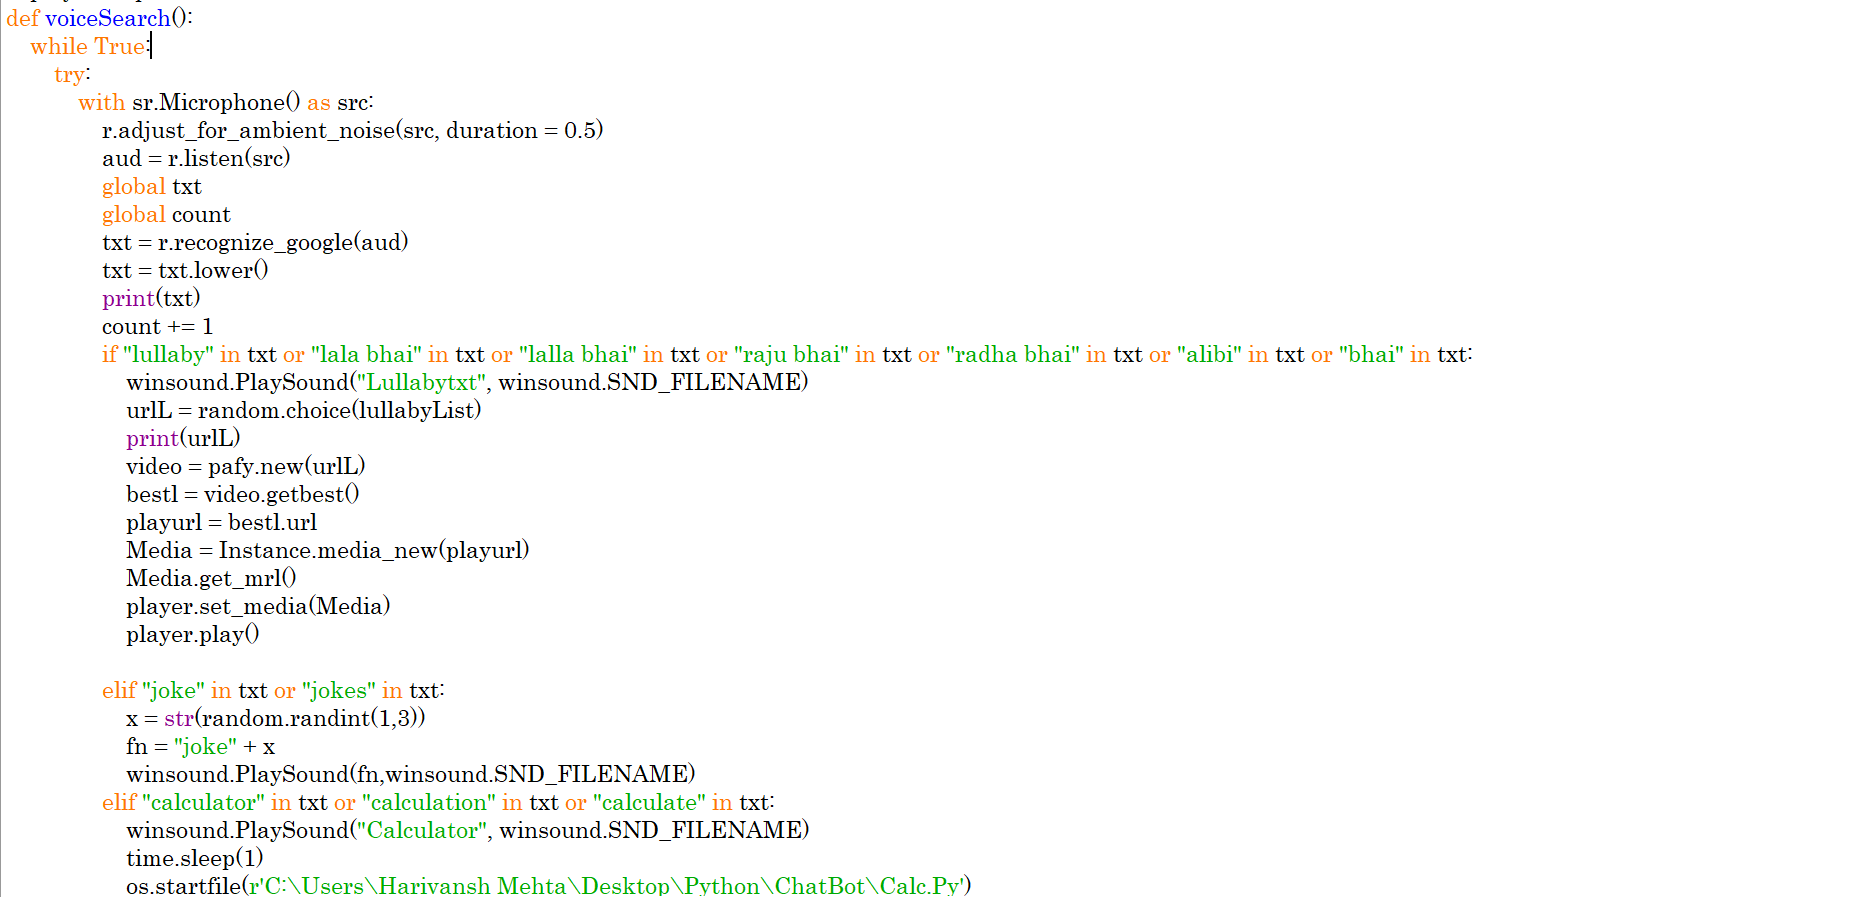 def voiceSearch():
    while True:
        try:
            with sr.Microphone() as src:
                r.adjust_for_ambient_noise(src, duration = 0.5)
                aud = r.listen(src)
                global txt
                global count
                txt = r.recognize_google(aud)
                txt = txt.lower()
                print(txt)
                count += 1
                if "lullaby" in txt or "lala bhai" in txt or "lalla bhai" in txt or "raju bhai" in txt or "radha bhai" in txt or "alibi" in txt or "bhai" in txt:
                    winsound.PlaySound("Lullabytxt", winsound.SND_FILENAME)
                    urlL = random.choice(lullabyList)
                    print(urlL)
                    video = pafy.new(urlL)
                    bestl = video.getbest()
                    playurl = bestl.url
                    Media = Instance.media_new(playurl)
                    Media.get_mrl()
                    player.set_media(Media)
                    player.play()

                elif "joke" in txt or "jokes" in txt:
                    x = str(random.randint(1,3))
                    fn = "joke" + x
                    winsound.PlaySound(fn,winsound.SND_FILENAME)
                elif "calculator" in txt or "calculation" in txt or "calculate" in txt:
                    winsound.PlaySound("Calculator", winsound.SND_FILENAME)
                    time.sleep(1)
                    os.startfile(r'C:\Users\Harivansh Mehta\Desktop\Python\ChatBot\Calc.Py')